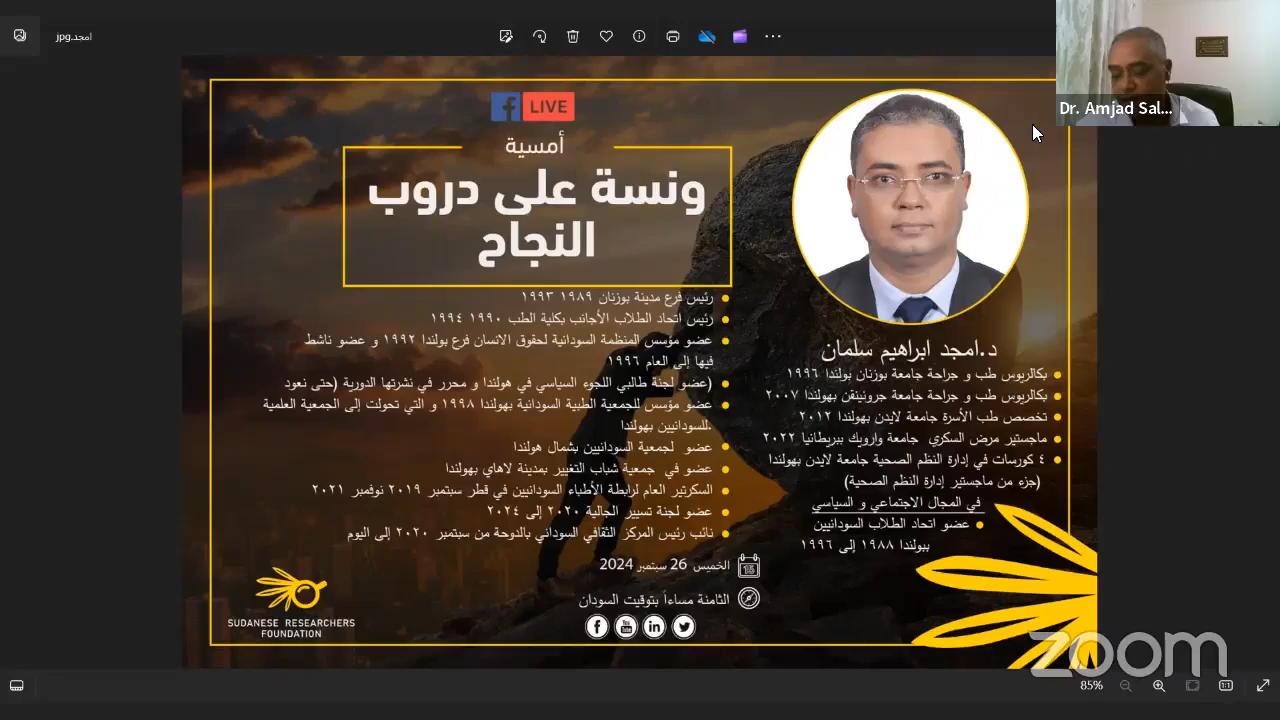 امجد.jpg
Dr. Amjad Sal...
LIVE
أمسية
ونسة على دروب
النجاح
د.امجد ابراهيم سلمان
بكالريوس طب و جراحة جامعة بوزنان بولندا ١٩٩٦
بكالريوس طب و جراحة جامعة جرونينقن بهولندا ٢٠٠٧
تخصص طب الأسرة جامعة لايدن بهولندا ٢٠١٢
ماجستير مرض السكري جامعة وارويك ببريطانيا ٢٠٢٢
٤ كورسات في إدارة النظم الصحية جامعة لايدن بهولندا
(جزء من ماجستير إدارة النظم الصحية)
في المجال الاجتماعي و السياسي
عضو اتحاد الطلاب السودانيين
ببولندا ١٩٨٨ إلى ١٩٩٦
رئيس فرع مدينة بوزنان ١٩٨٩ ١٩٩٣
رئيس اتحاد الطلاب الأجانب بكلية الطب ١٩٩٠ ١٩٩٤
عضو مؤسس المنظمة السودانية لحقوق الانسان فرع بولندا ١٩٩٢ و عضو ناشط
فيها إلى العام ١٩٩٦
(عضو لجنة طالبي اللجوء السياسي في هولندا و محرر في نشرتها الدورية (حتى نعود
عضو مؤسس للجمعية الطبية السودانية بهولندا ١٩٩٨ و التي تحولت إلى الجمعية العلمية
.للسودانيين بهولندا
عضو لجمعية السودانيين بشمال هولندا
عضو في جمعية شباب التغيير بمدينة لاهاي بهولندا
السكرتير العام لرابطة الأطباء السودانيين في قطر سبتمبر ٢٠١٩ نوفمبر ٢٠٢١
عضو لجنة تسيير الجالية ٢٠٢٠ إلى ٢٠٢٤
نائب رئيس المركز الثقافي السوداني بالدوحة من سبتمبر ٢٠٢٠ إلى اليوم
الخميس 26 سبتمبر 2024
الثامنة مساءاً بتوقيت السودان
SUDANESE RESEARCHERS
FOUNDATION
zoom
85%